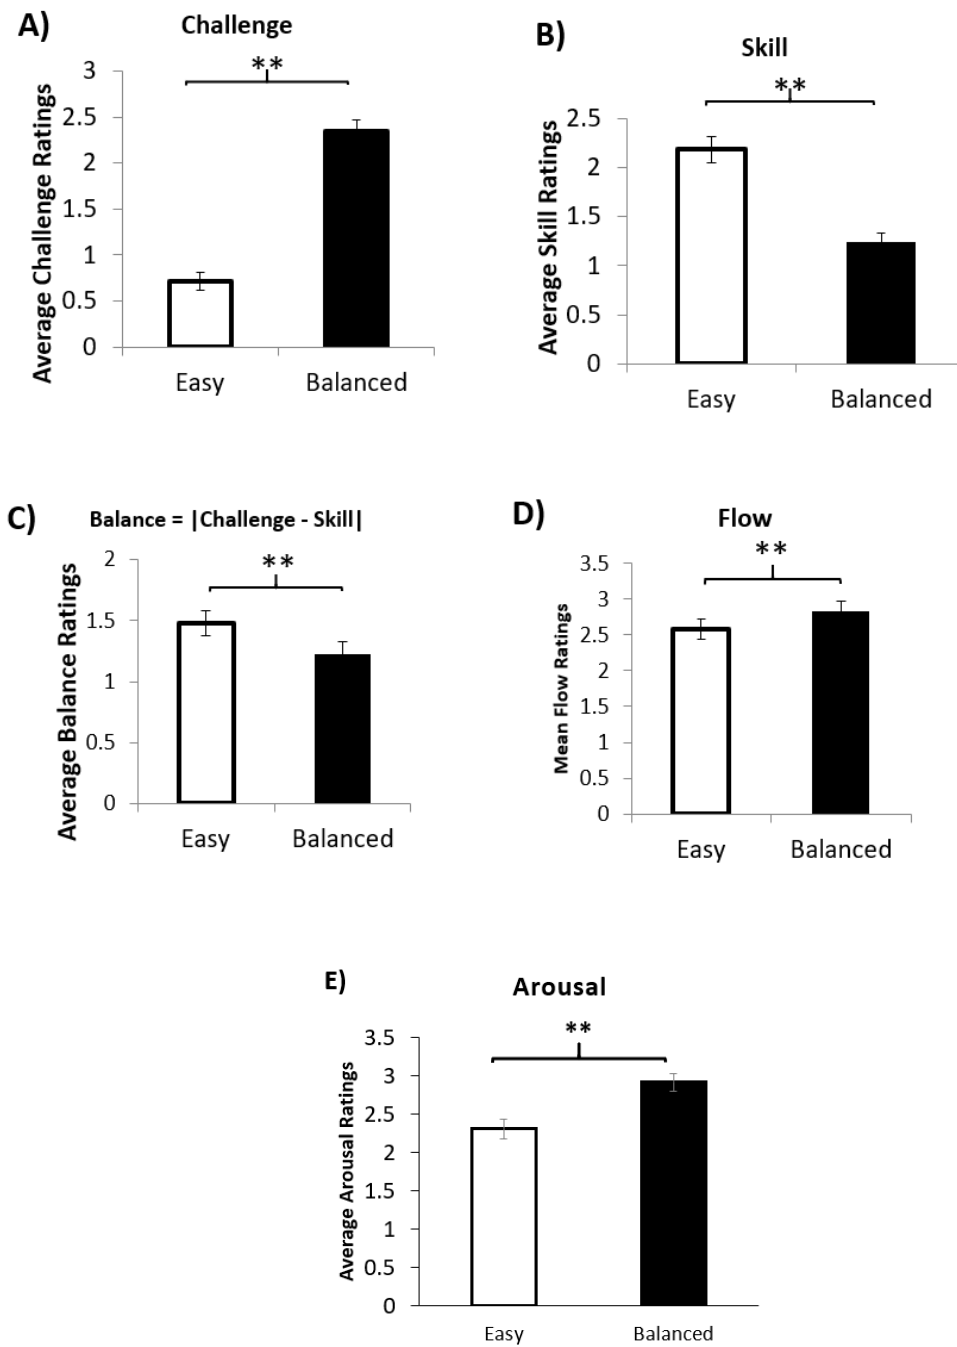 A)
Challenge
**
Average Challenge Ratings
3
2.5
2
1.5
1
0.5
0
Easy Balanced
B)
Skill
**
Average Skill Ratings
2.5
2
1.5
1
0.5
0
Easy Balanced
C)
Balance = |Challenge - Skill|
**
Average Balance Ratings
2
1.5
1
0.5
0
Easy Balanced
D)
Flow
**
Mean Flow Ratings
3.5
3
2.5
2
1.5
1
0.5
0
Easy Balanced
E)
Arousal
**
Average Arousal Ratings
3.5
3
2.5
2
1.5
1
0.5
0
Easy Balanced